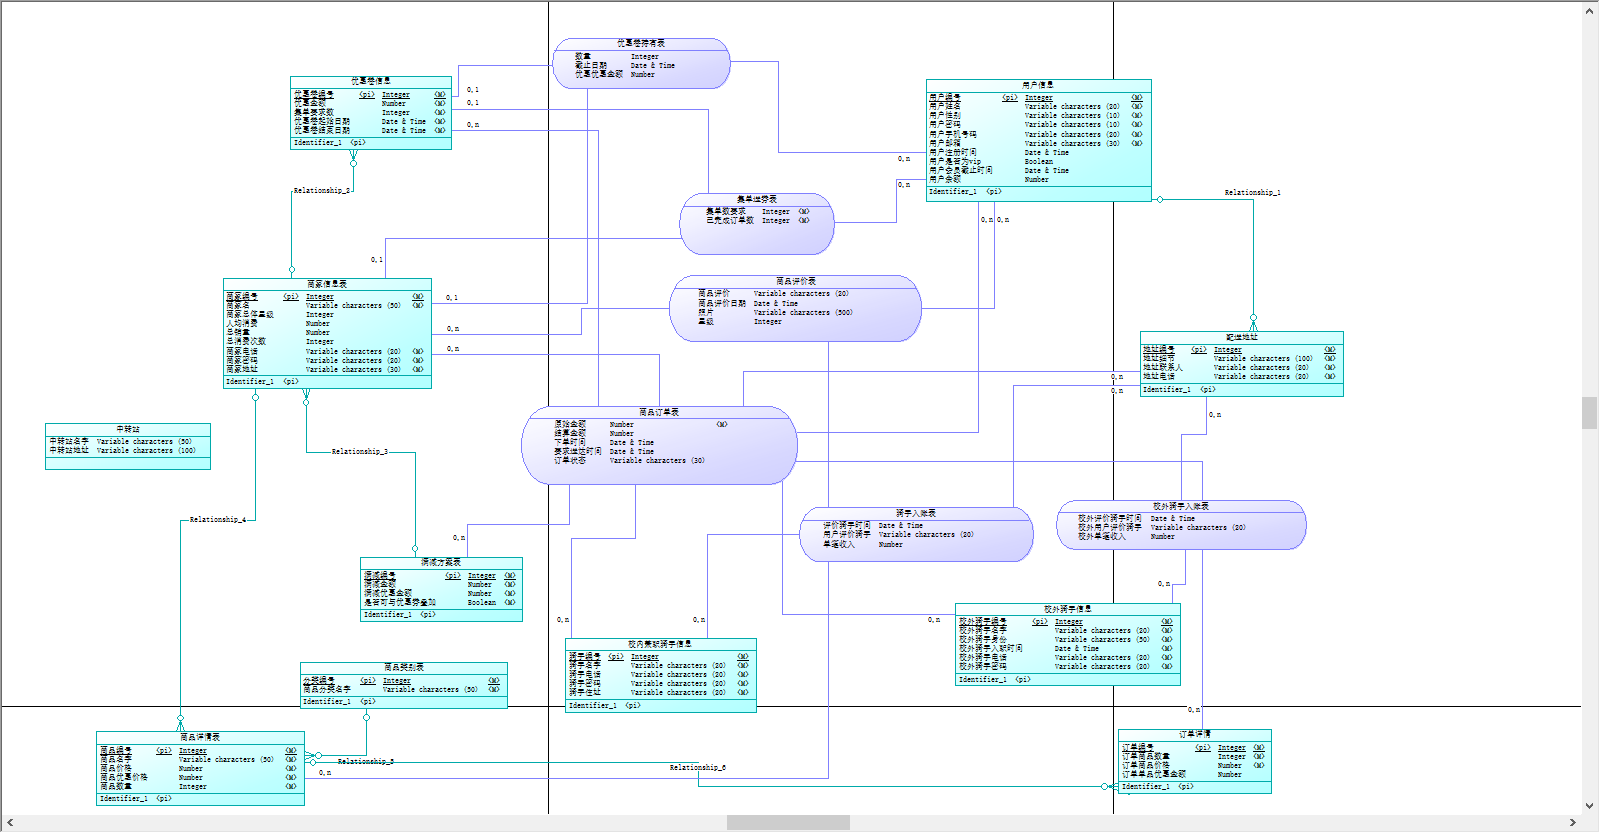 优惠卷持有表
数量 Integer
截止日期 Date & Time
优惠优惠金额 Number
优惠卷信息
优惠卷编号 <pi> Integer <M>
优惠金额 Number <M>
集单要求数 Integer <M>
优惠卷起始日期 Date & Time <M>
优惠卷结束日期 Date & Time <M>
Identifier_1 <pi>
0,1
0,1
0,n
用户信息
用户编号 <pi> Integer <M>
用户姓名 Variable characters (20) <M>
用户性别 Variable characters (10) <M>
用户密码 Variable characters (10) <M>
用户手机号码 Variable characters (20) <M>
用户邮箱 Variable characters (30) <M>
用户注册时间 Date & Time
用户是否为vip Boolean
用户会员截止时间 Date & Time
用户余额 Number
Identifier_1 <pi>
0,n
0,n
0,n
0,n
Relationship_2
Relationship_1
集单送券表
集单数要求 Integer <M>
已完成订单数 Integer <M>
0,1
商家信息表
商家编号 <pi> Integer <M>
商家名 Variable characters (50) <M>
商家总体星级 Integer
人均消费 Number
总销量 Number
总消费次数 Integer
商家电话 Variable characters (20) <M>
商家密码 Variable characters (20) <M>
商家地址 Variable characters (30) <M>
Identifier_1 <pi>
0,1
0,n
0,n
商品评价表
商品评价 Variable characters (20)
商品评价日期 Date & Time
照片 Variable characters (500)
星级 Integer
配送地址
地址编号 <pi> Integer <M>
地址细节 Variable characters (100) <M>
地址联系人 Variable characters (20) <M>
地址电话 Variable characters (20) <M>
Identifier_1 <pi>
0,n
0,n
0,n
商品订单表
原始金额 Number <M>
结算金额 Number
下单时间 Date & Time
要求送达时间 Date & Time
订单状态 Variable characters (30)
中转站
中转站名字 Variable characters (50)
中转站地址 Variable characters (100)
Relationship_3
Relationship_4
骑手入账表
评价骑手时间 Date & Time
用户评价骑手 Variable characters (20)
单笔收入 Number
校外骑手入账表
校外评价骑手时间 Date & Time
校外用户评价骑手 Variable characters (20)
校外单笔收入 Number
0,n
满减方案表
满减编号 <pi> Integer <M>
满减金额 Number <M>
满减优惠金额 Number <M>
是否可与优惠券叠加 Boolean <M>
Identifier_1 <pi>
0,n
0,n
0,n
0,n
校外骑手信息
校外骑手编号 <pi> Integer <M>
校外骑手名字 Variable characters (20) <M>
校外骑手身份 Variable characters (50) <M>
校外骑手入职时间 Date & Time <M>
校外骑手电话 Variable characters (20) <M>
校外骑手密码 Variable characters (20) <M>
Identifier_1 <pi>
校内兼职骑手信息
骑手编号 <pi> Integer <M>
骑手名字 Variable characters (20) <M>
骑手电话 Variable characters (20) <M>
骑手密码 Variable characters (20) <M>
骑手住址 Variable characters (20) <M>
Identifier_1 <pi>
商品类别表
分类编号 <pi> Integer <M>
商品分类名字 Variable characters (50) <M>
Identifier_1 <pi>
0,n
商品详情表
商品编号 <pi> Integer <M>
商品名字 Variable characters (50) <M>
商品价格 Number <M>
商品优惠价格 Number <M>
商品数量 Integer <M>
Identifier_1 <pi>
Relationship_5
0,n
Relationship_6
订单详情
订单编号 <pi> Integer <M>
订单商品数量 Integer <M>
订单商品价格 Number <M>
订单单品优惠金额 Number
Identifier_1 <pi>